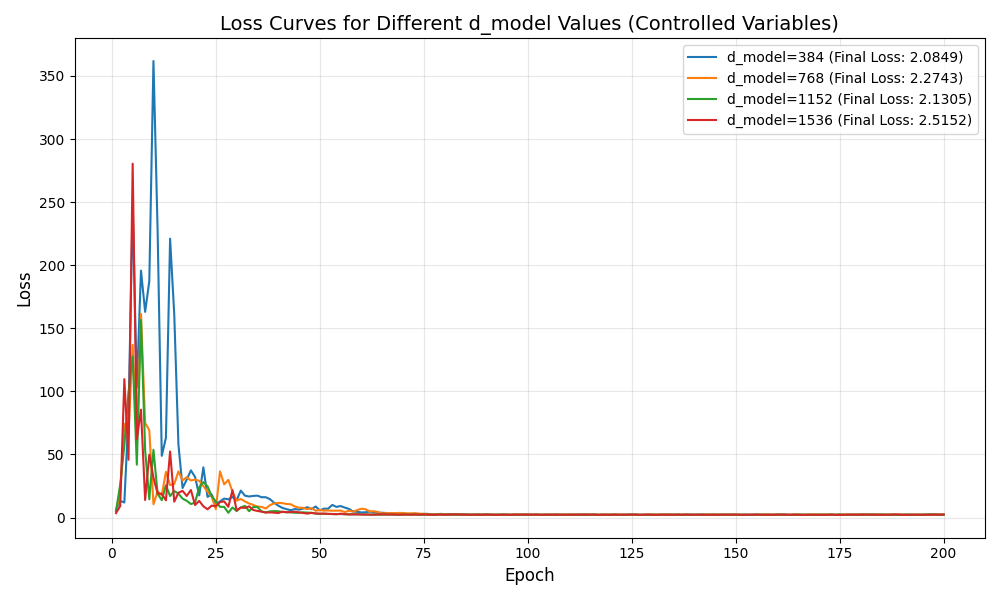 Loss Curves for Different d_model Values (Controlled Variables)
d_model=384 (Final Loss: 2.0849)
d_model=768 (Final Loss: 2.2743)
d_model=1152 (Final Loss: 2.1305)
d_model=1536 (Final Loss: 2.5152)
Loss
350
300
250
200
150
100
50
0
0 25 50 75 100 125 150 175 200
Epoch